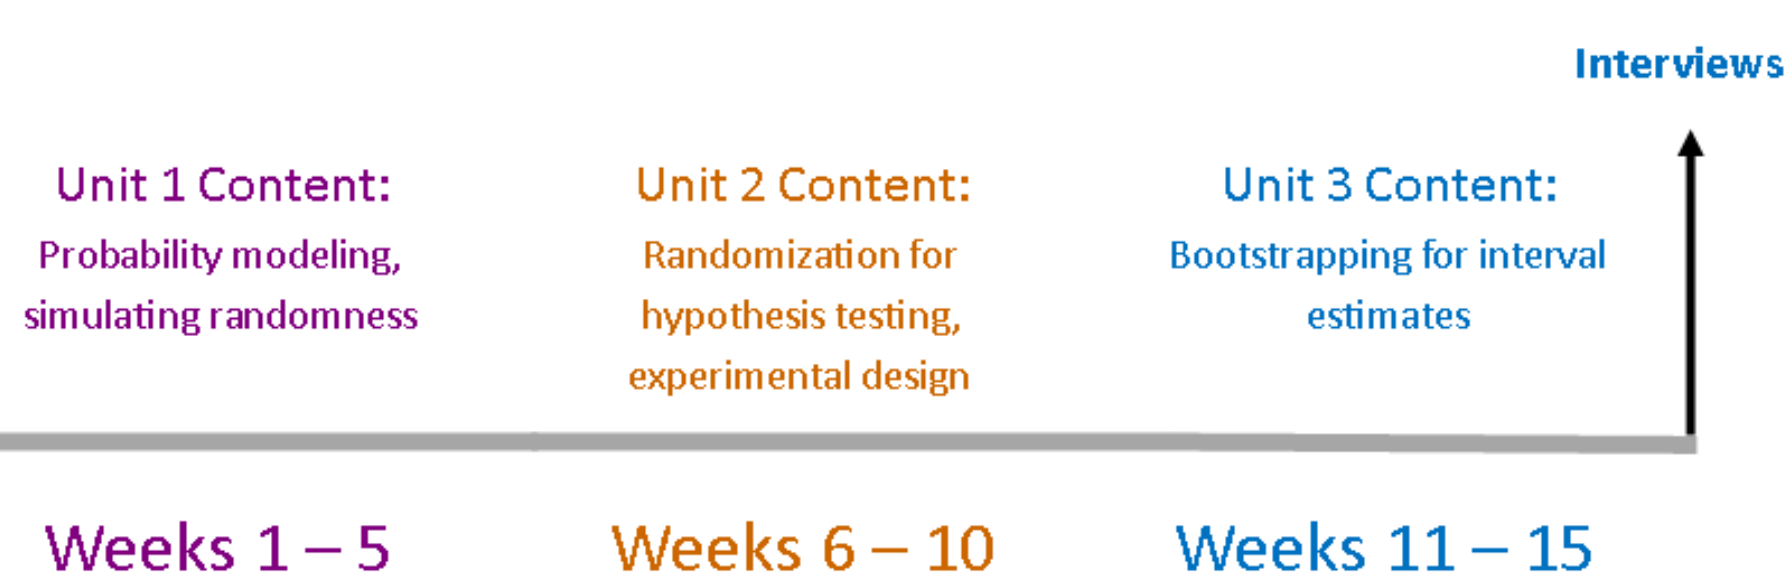 Interviews
Unit 1 Content:
Probability modeling,
simulating randomness
Unit 2 Content:
Randomization for
hypothesis testing,
experimental design
Unit 3 Content:
Bootstrapping for interval
estimates
Weeks 1 – 5
Weeks 6 – 10
Weeks 11 – 15